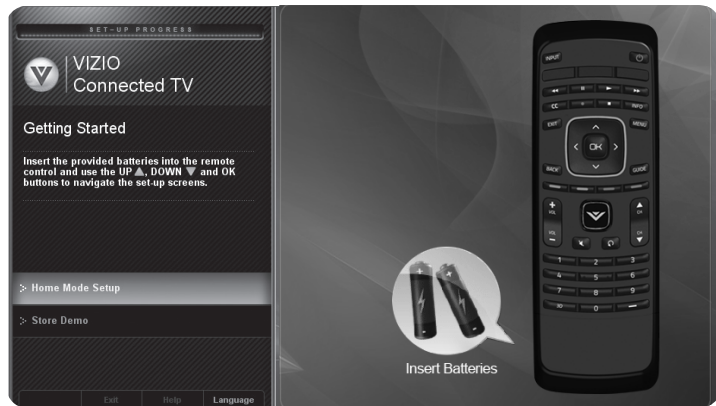 SET-UP PROGRESS
VIZIO
Connected TV
Getting Started
Insert the provided batteries into the remote
control and use the UP ▲, DOWN ▼ and OK
buttons to navigate the set-up screens.
Home Mode Setup
Store Demo
Exit Help Language
Insert Batteries
INPUT
CC INFO
EXIT MENU
OK
BACK GUIDE
+ VOL CH
VOL - CH
1 2 3
4 5 6
7 8 9
0 —